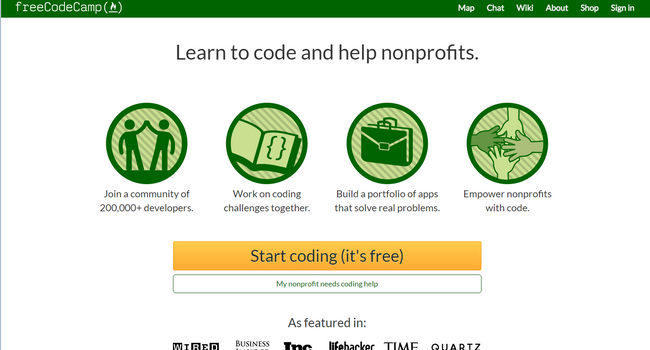 freeCodeCamp
Map Chat Wiki About Shop Sign in
Learn to code and help nonprofits.
{}
Join a community of
200,000+ developers.
Work on coding
challenges together.
Build a portfolio of apps
that solve real problems.
Empower nonprofits
with code.
Start coding (it's free)
My nonprofit needs coding help
As featured in:
WIRED BUSINESS Inc lifehacker TIME QUARTZ